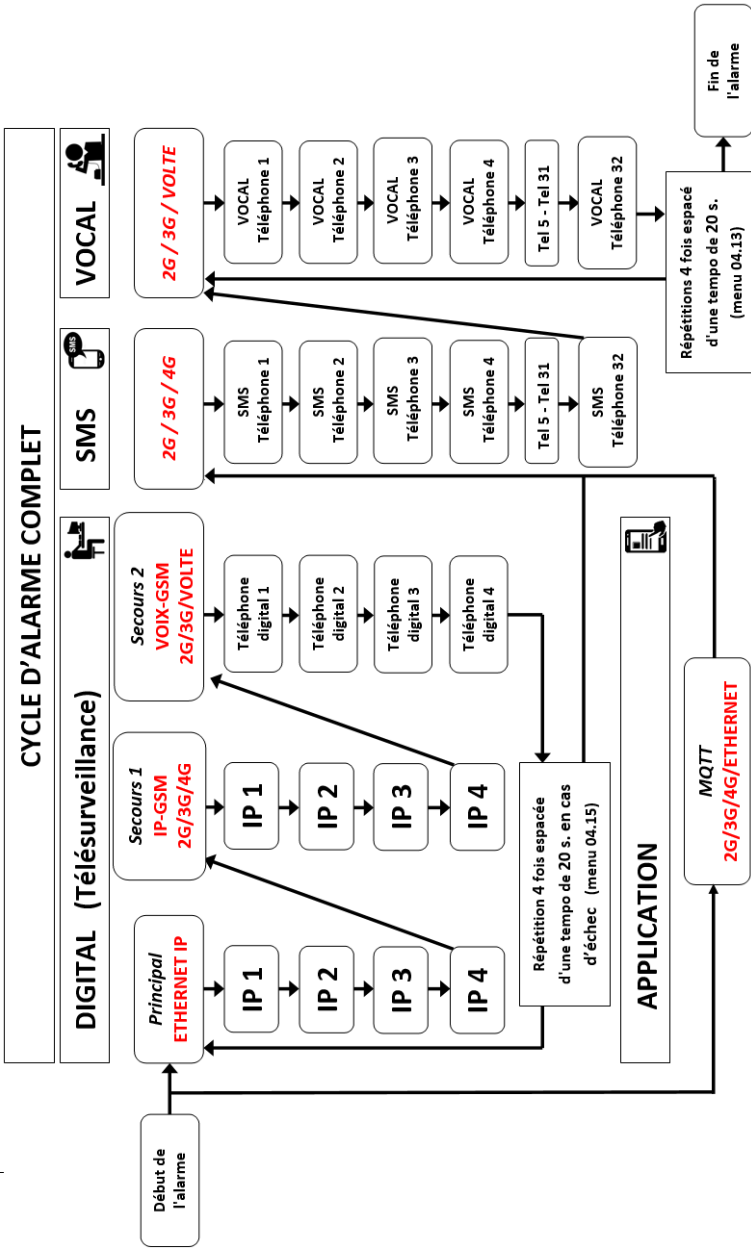 CYCLE D'ALARME COMPLET
DIGITAL (Télésurveillance)
SMS
SMS
VOCAL
Début de
l'alarme
Principal
ETHERNET IP
IP 1
IP 2
IP 3
IP 4
Secours 1
IP-GSM
2G/3G/4G
IP 1
IP 2
IP 3
IP 4
Secours 2
VOIX-GSM
2G/3G/VOLTE
Téléphone
digital 1
Téléphone
digital 2
Téléphone
digital 3
Téléphone
digital 4
Répétition 4 fois espacée
d'une tempo de 20 s. en cas
d'échec (menu 04.15)
APPLICATION
MQTT
2G/3G/4G/ETHERNET
2G / 3G / 4G
SMS
Téléphone 1
SMS
Téléphone 2
SMS
Téléphone 3
SMS
Téléphone 4
Tel 5 - Tel 31
SMS
Téléphone 32
2G / 3G / VOLTE
VOCAL
Téléphone 1
VOCAL
Téléphone 2
VOCAL
Téléphone 3
VOCAL
Téléphone 4
Tel 5 - Tel 31
VOCAL
Téléphone 32
Répétitions 4 fois espacé
d'une tempo de 20 s.
(menu 04.13)
Fin de
l'alarme